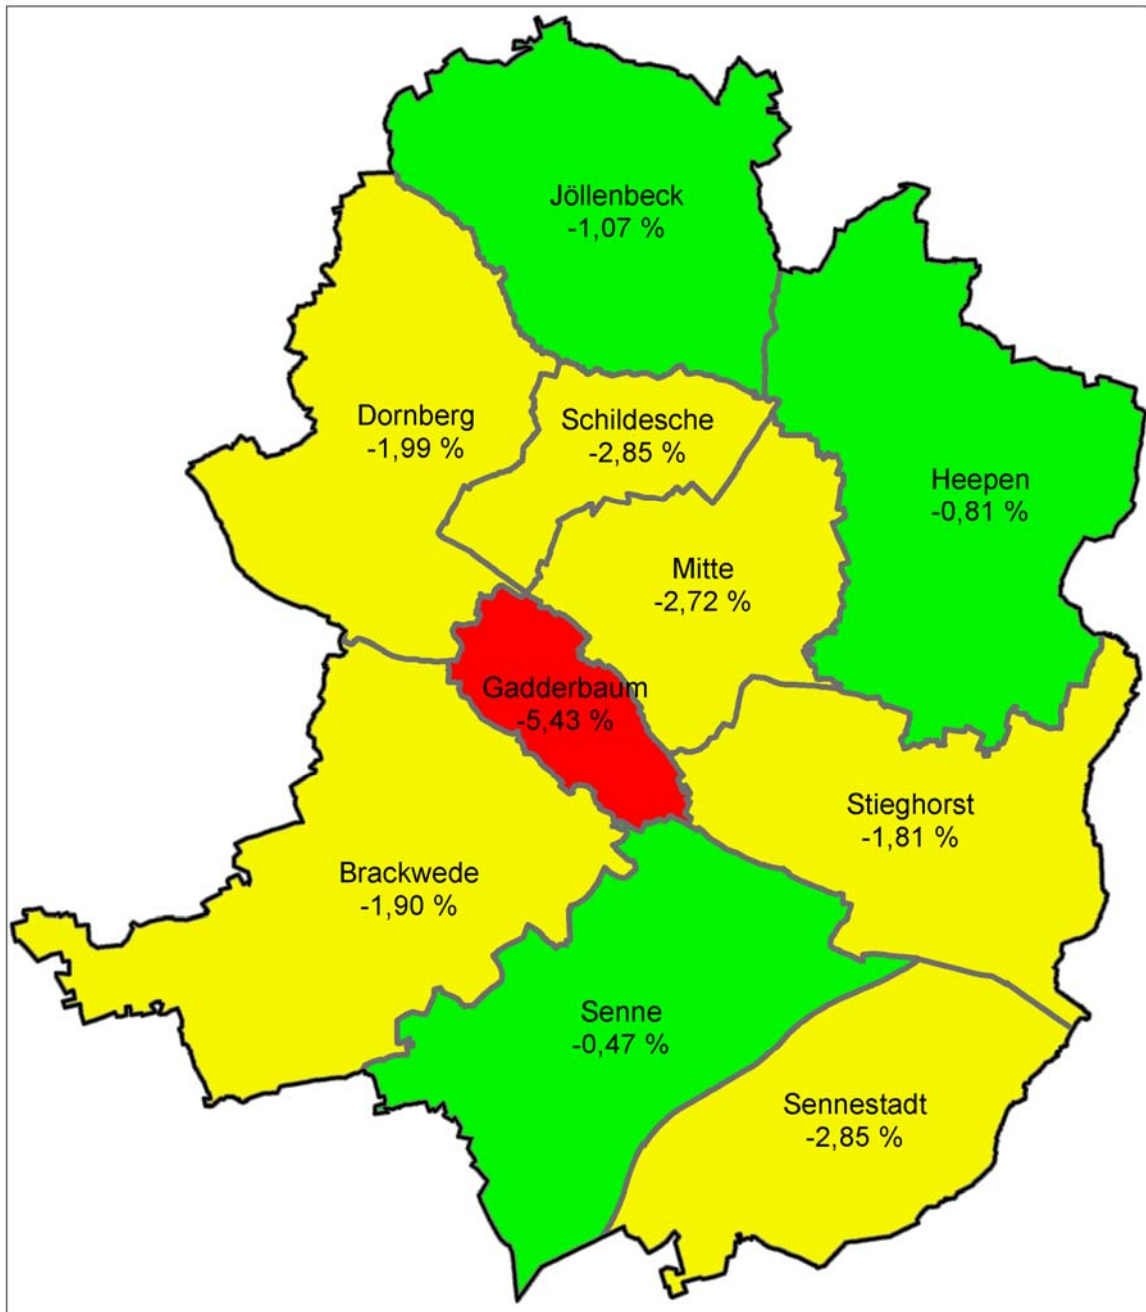 Jöllenbeck
-1,07 %
Dornberg
-1,99 %
Schildesche
-2,85 %
Heepen
-0,81 %
Mitte
-2,72 %
Gadderbaum
-5,43 %
Stieghorst
-1,81 %
Brackwede
-1,90 %
Senne
-0,47 %
Sennestadt
-2,85 %